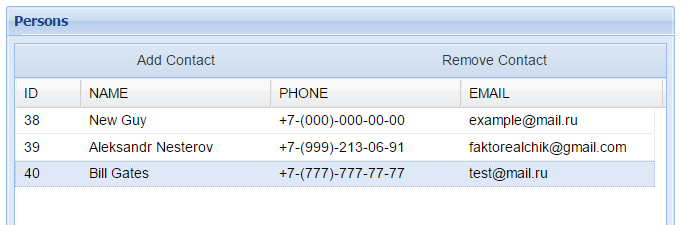 Persons
Add Contact Remove Contact
ID NAME PHONE EMAIL
38 New Guy +7-(000)-000-00-00 example@mail.ru
39 Aleksandr Nesterov +7-(999)-213-06-91 faktorealchik@gmail.com
40 Bill Gates +7-(777)-777-77-77 test@mail.ru